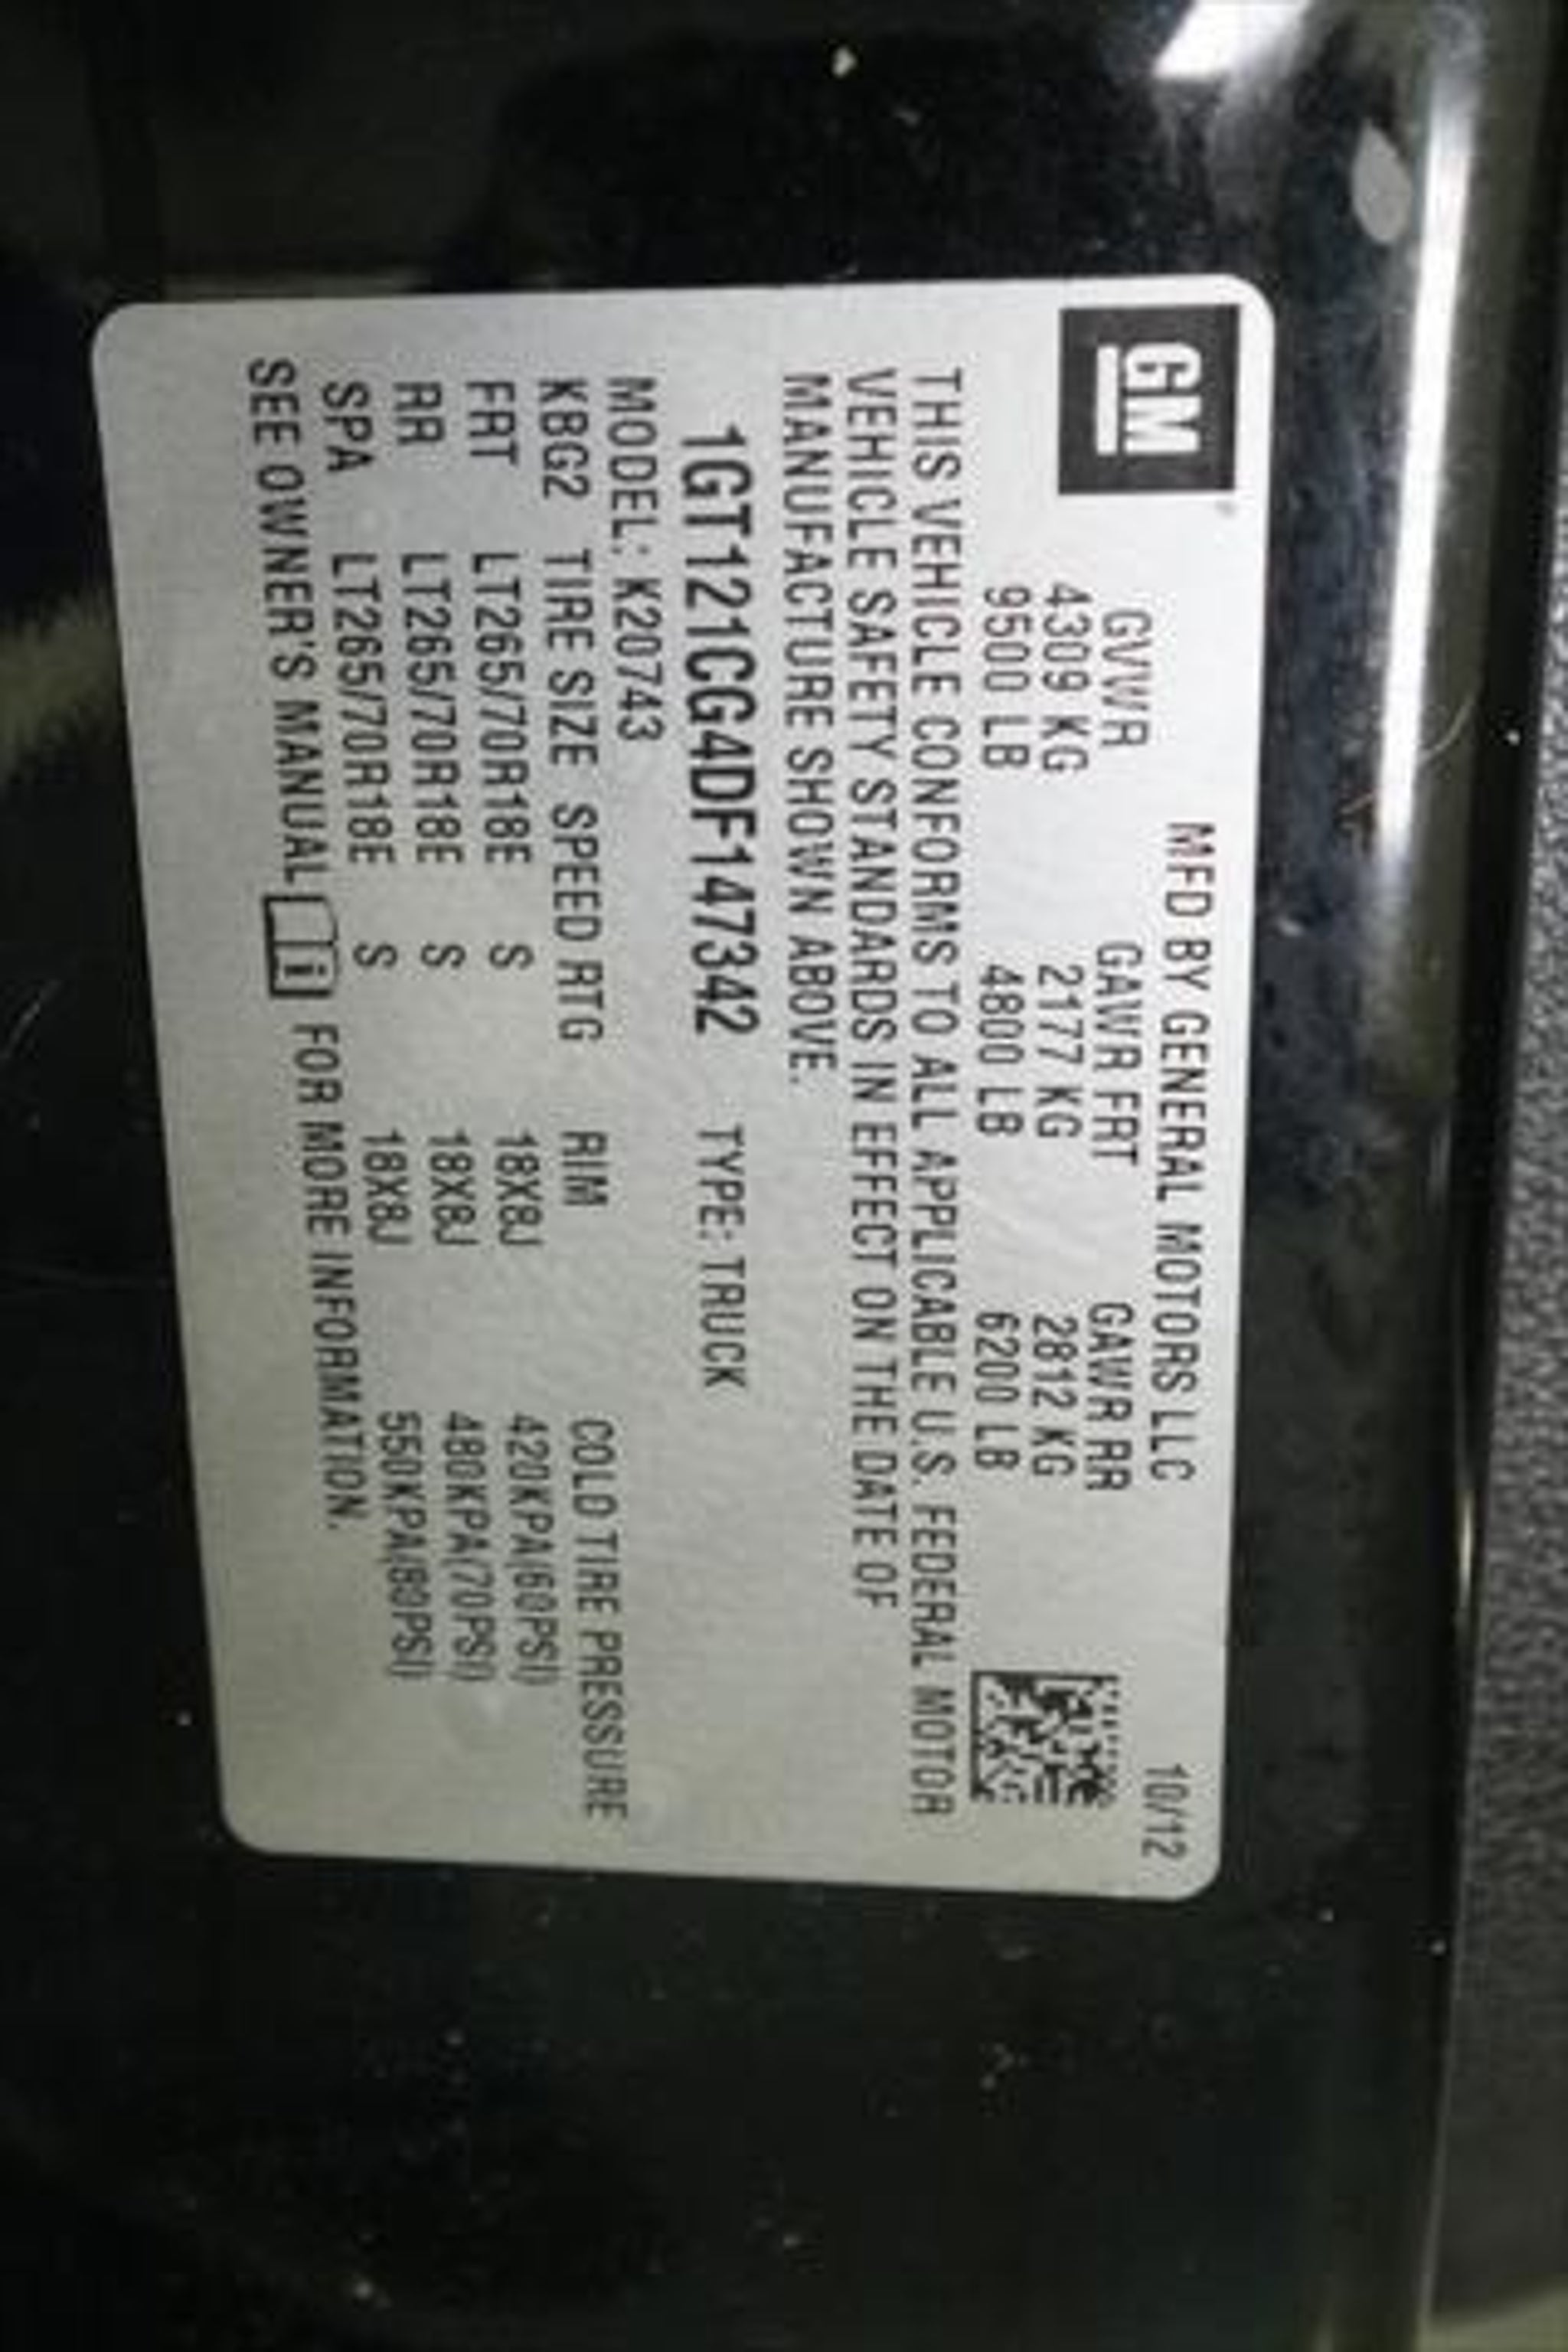 GM
MFD BY GENERAL MOTORS LLC 10/12
GVWR GAWR FRT GAWR RR
4309 KG 2177 KG 2812 KG
9500 LB 4800 LB 6200 LB
THIS VEHICLE CONFORMS TO ALL APPLICABLE U.S. FEDERAL MOTOR
VEHICLE SAFETY STANDARDS IN EFFECT ON THE DATE OF
MANUFACTURE SHOWN ABOVE.
1GT121CG4DF147342 TYPE: TRUCK
MODEL: K20743
KBG2 TIRE SIZE SPEED RTG RIM COLD TIRE PRESSURE
FRT LT265/70R18E S 18X8J 420KPA(60PSI)
RR LT265/70R18E S 18X8J 480KPA(70PSI)
SPA LT265/70R18E S 18X8J 550KPA(80PSI)
SEE OWNER'S MANUAL i FOR MORE INFORMATION.